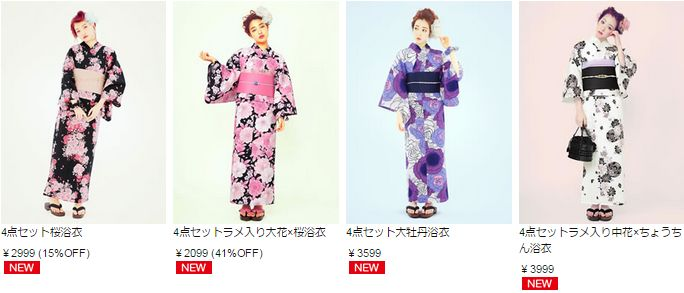 4点セット桜浴衣
¥2999 (15%OFF)
NEW
4点セットラメ入り大花×桜浴衣
¥2099 (41%OFF)
NEW
4点セット大牡丹浴衣
¥3599
NEW
4点セットラメ入り中花×ちょうち
ん浴衣
¥3999
NEW